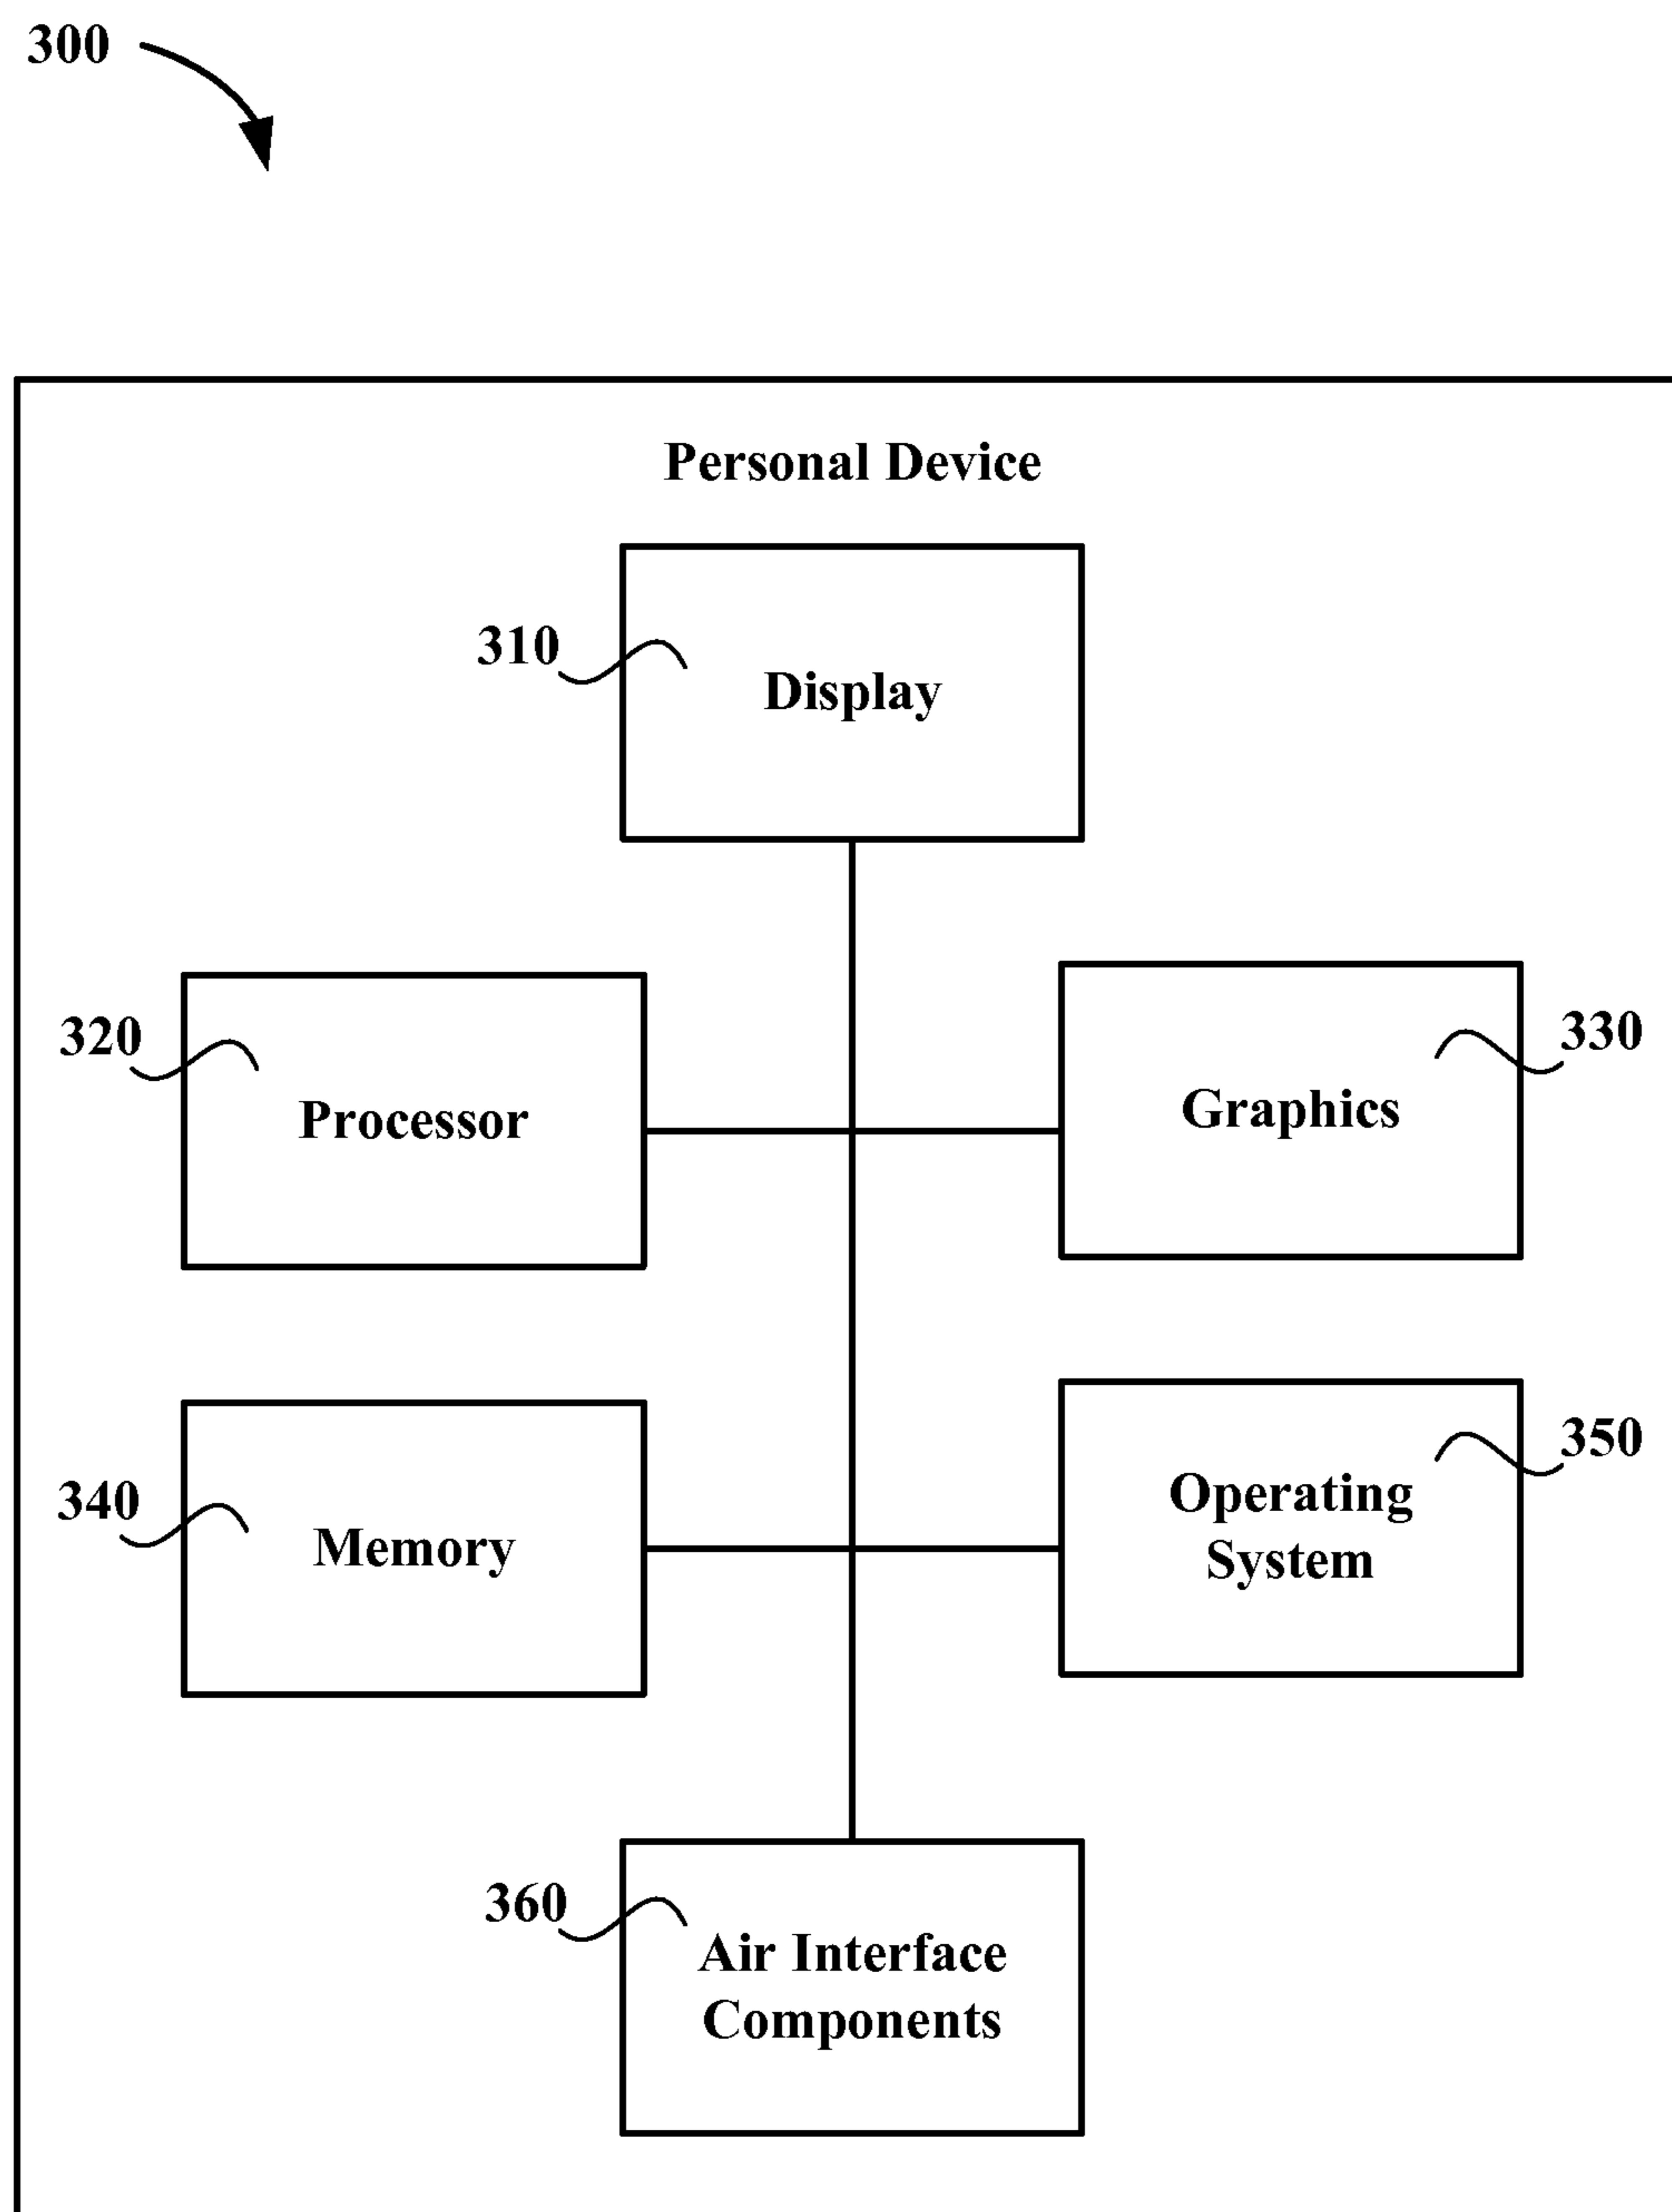 300
Personal Device
310
Display
320
Processor
330
Graphics
340
Memory
350
Operating
System
360
Air Interface
Components